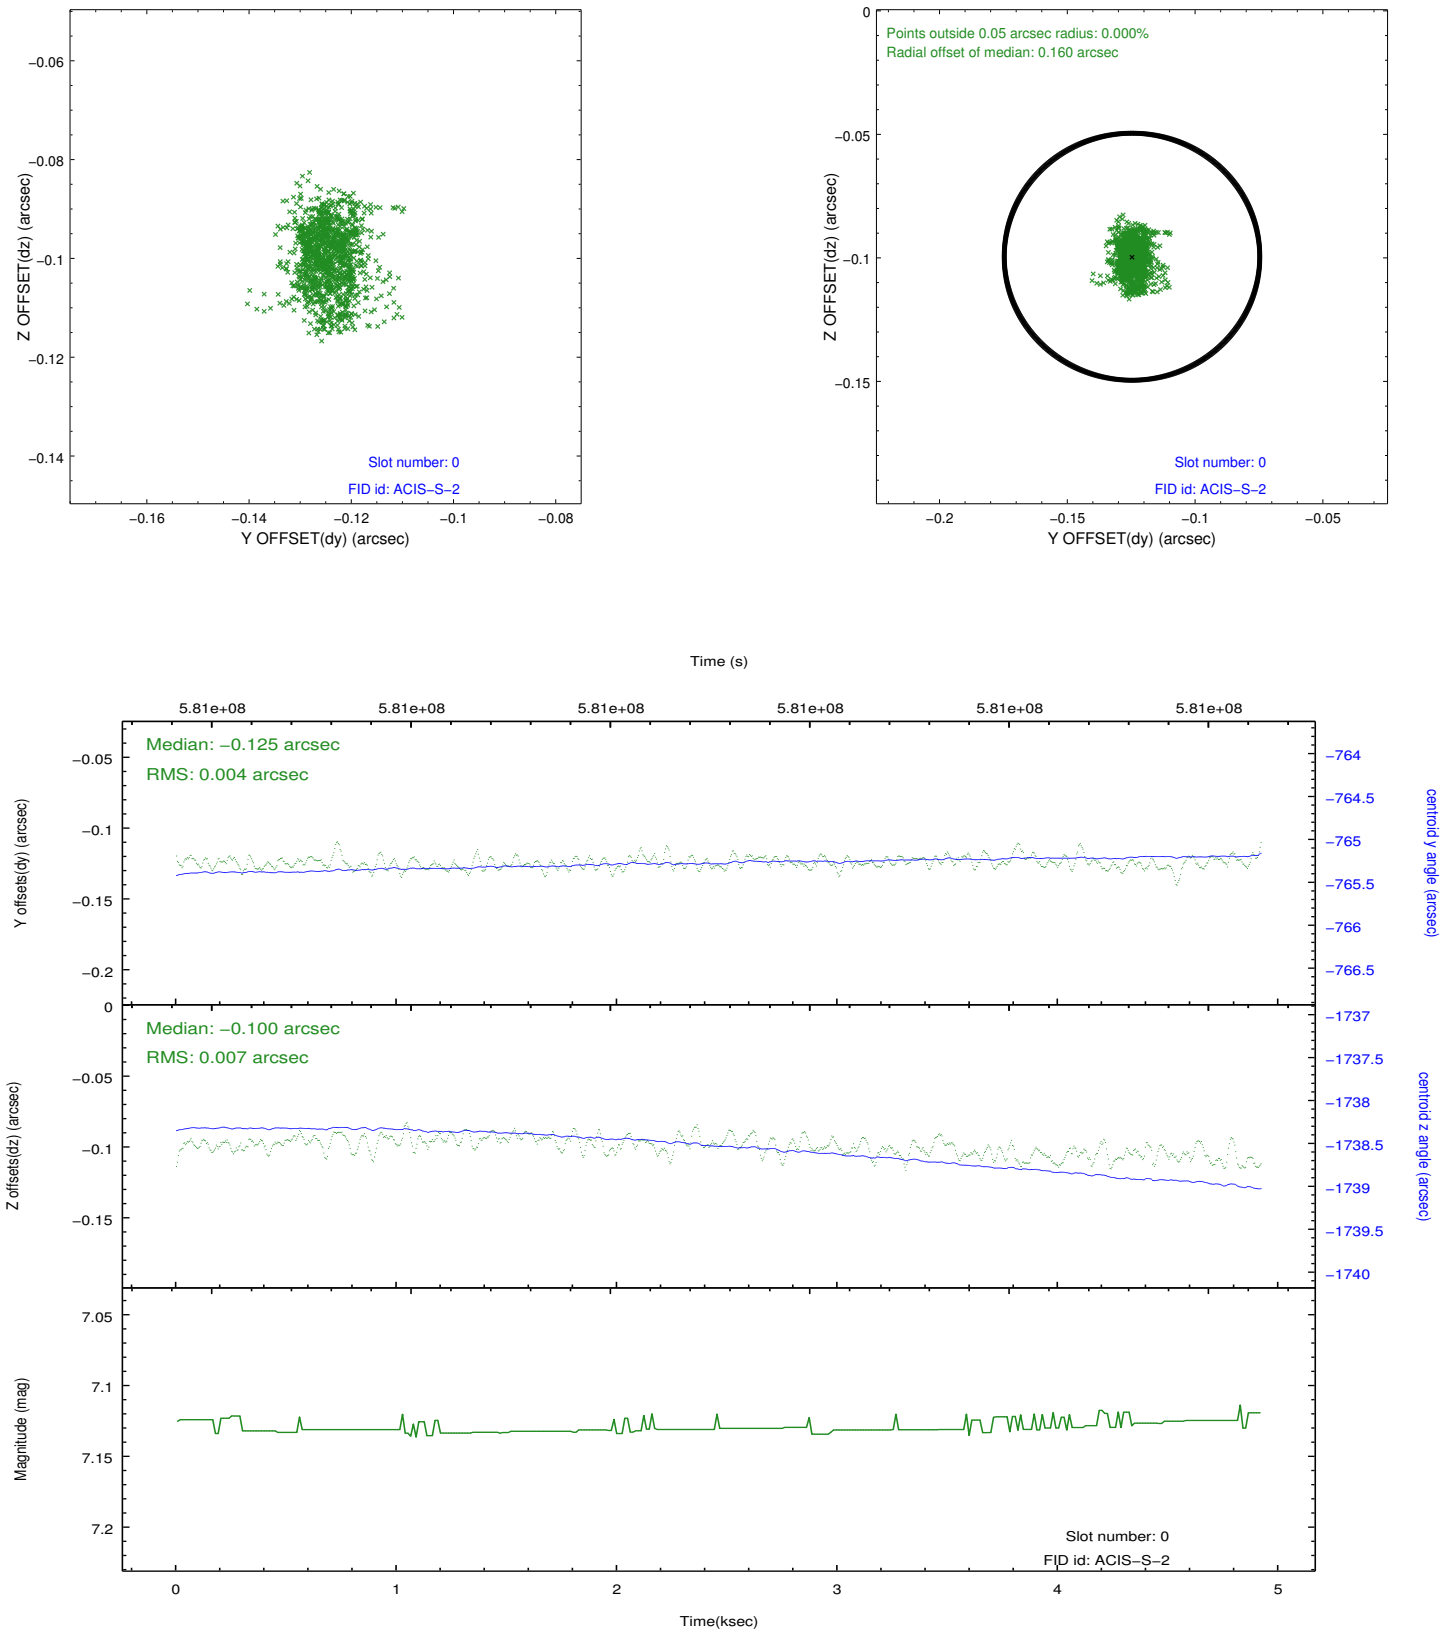 −0.06
−0.08
−0.1
−0.12
−0.14
Z OFFSET(dz) (arcsec)
Slot number: 0
FID id: ACIS−S−2
−0.16
−0.14
−0.12
−0.1
−0.08
Y OFFSET(dy) (arcsec)
0
−0.05
−0.1
−0.15
Z OFFSET(dz) (arcsec)
Points outside 0.05 arcsec radius: 0.000%
Radial offset of median: 0.160 arcsec
Slot number: 0
FID id: ACIS−S−2
−0.2
−0.15
−0.1
−0.05
Y OFFSET(dy) (arcsec)
Time (s)
5.81e+08
5.81e+08
5.81e+08
5.81e+08
5.81e+08
5.81e+08
Median: −0.125 arcsec
RMS: 0.004 arcsec
−0.05
−0.1
−0.15
−0.2
Y offsets(dy) (arcsec)
−764
−764.5
−765
−765.5
−766
−766.5
centroid y angle (arcsec)
Median: −0.100 arcsec
RMS: 0.007 arcsec
0
−0.05
−0.1
−0.15
Z offsets(dz) (arcsec)
−1737
−1737.5
−1738
−1738.5
−1739
−1739.5
−1740
centroid z angle (arcsec)
7.05
7.1
7.15
7.2
Magnitude (mag)
Slot number: 0
FID id: ACIS−S−2
0
1
2
3
4
5
Time(ksec)